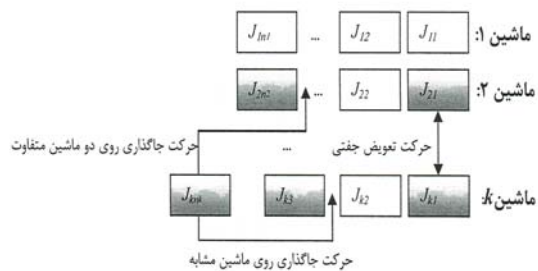 ماشین ۱: J11 J12 ... J1n1
ماشین ۲: J21 J22 ... J2n2
حرکت تعویض جفتی ... حرکت جاگذاری روی دو ماشین متفاوت
ماشین k: Jk1 Jk2 Jk3 Jknk
حرکت جاگذاری روی ماشین مشابه